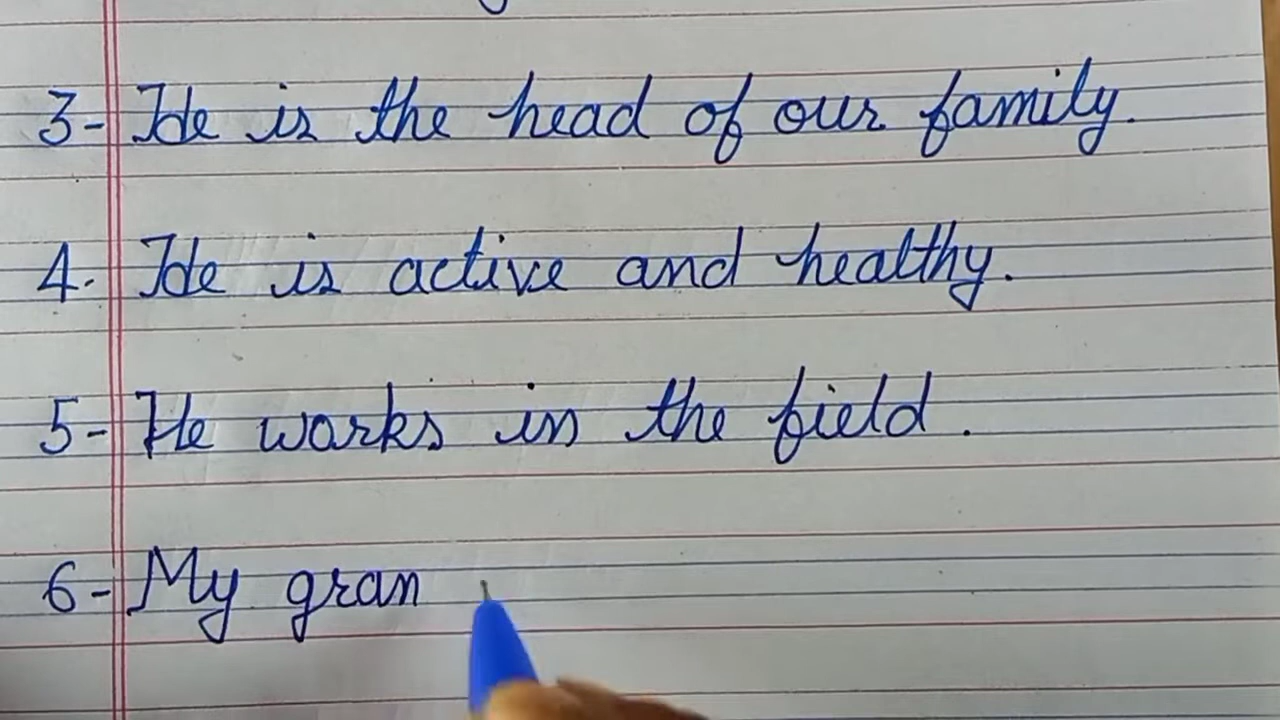 3- He is the head of our family.
4. He is active and healthy.
5- He works in the field.
6- My gran